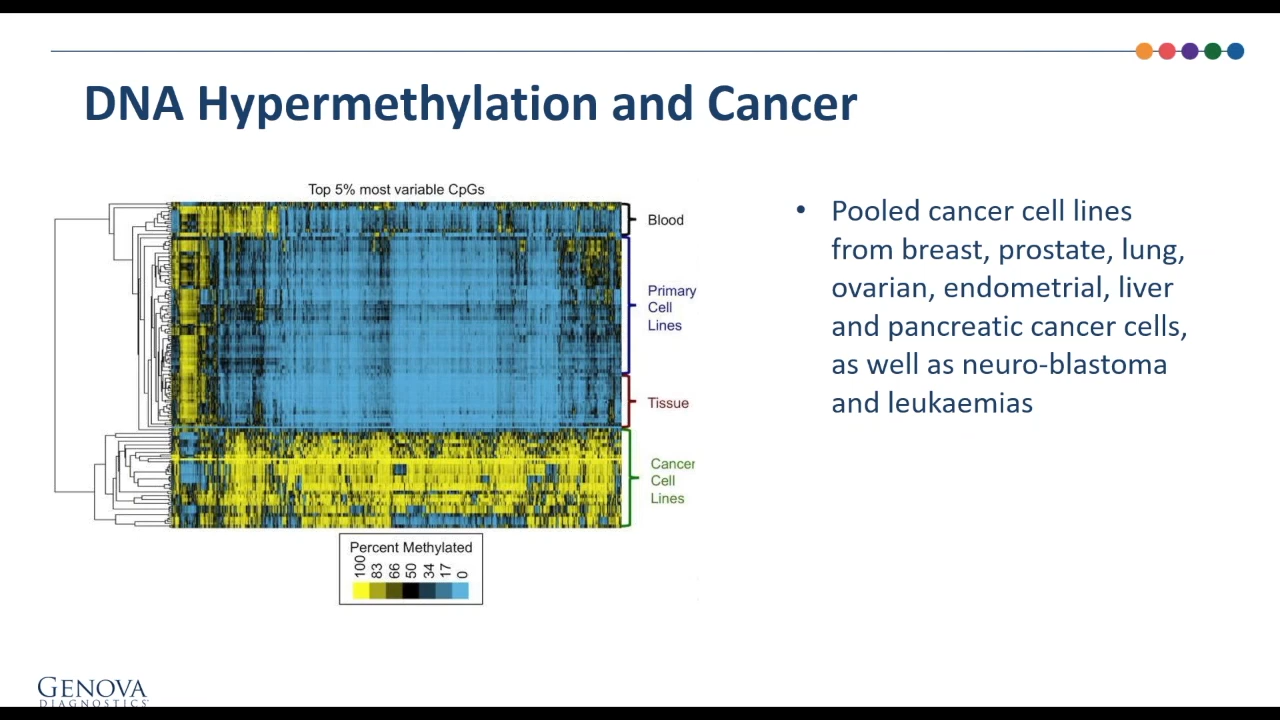 DNA Hypermethylation and Cancer
Top 5% most variable CpGs
Blood
Primary
Cell
Lines
Tissue
Cancer
Cell
Lines
Percent Methylated
100 83 66 50 34 17 0
• Pooled cancer cell lines
from breast, prostate, lung,
ovarian, endometrial, liver
and pancreatic cancer cells,
as well as neuro-blastoma
and leukaemias
GENOVA
DIAGNOSTICS